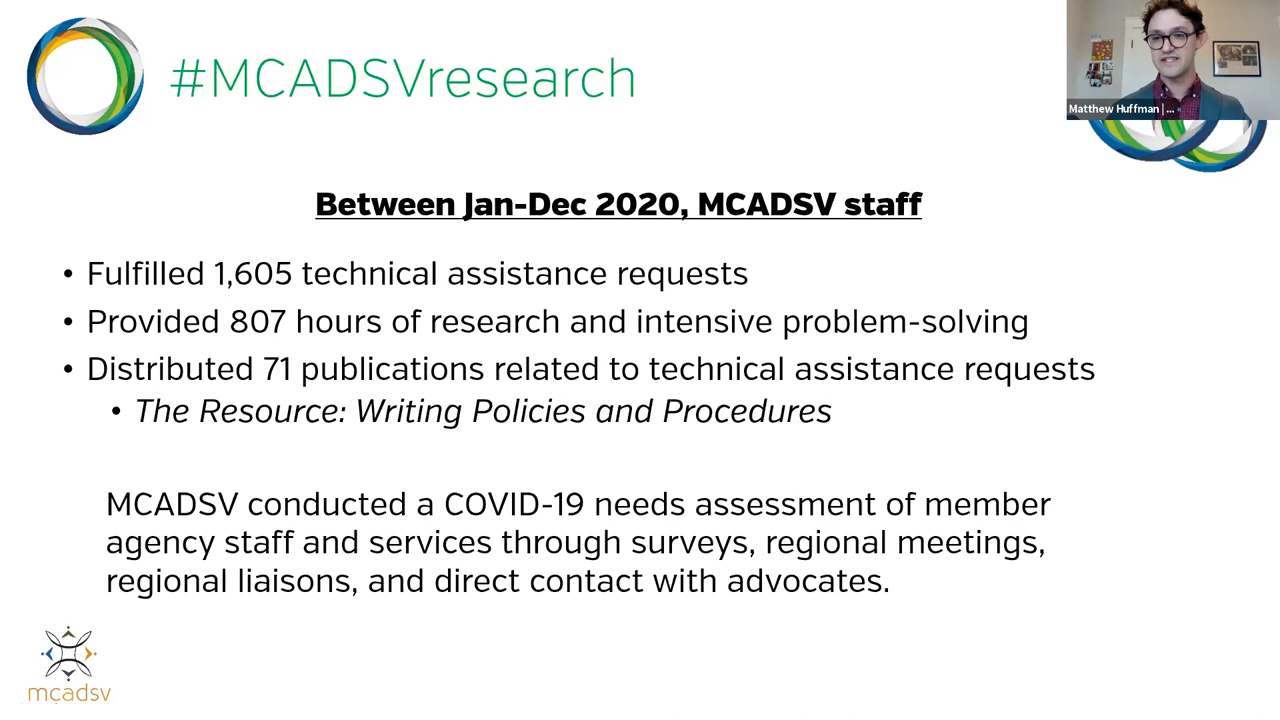 #MCADSVresearch
Matthew Huffman | ...
Between Jan-Dec 2020, MCADSV staff
• Fulfilled 1,605 technical assistance requests
• Provided 807 hours of research and intensive problem-solving
• Distributed 71 publications related to technical assistance requests
• The Resource: Writing Policies and Procedures
MCADSV conducted a COVID-19 needs assessment of member
agency staff and services through surveys, regional meetings,
regional liaisons, and direct contact with advocates.
mcadsv